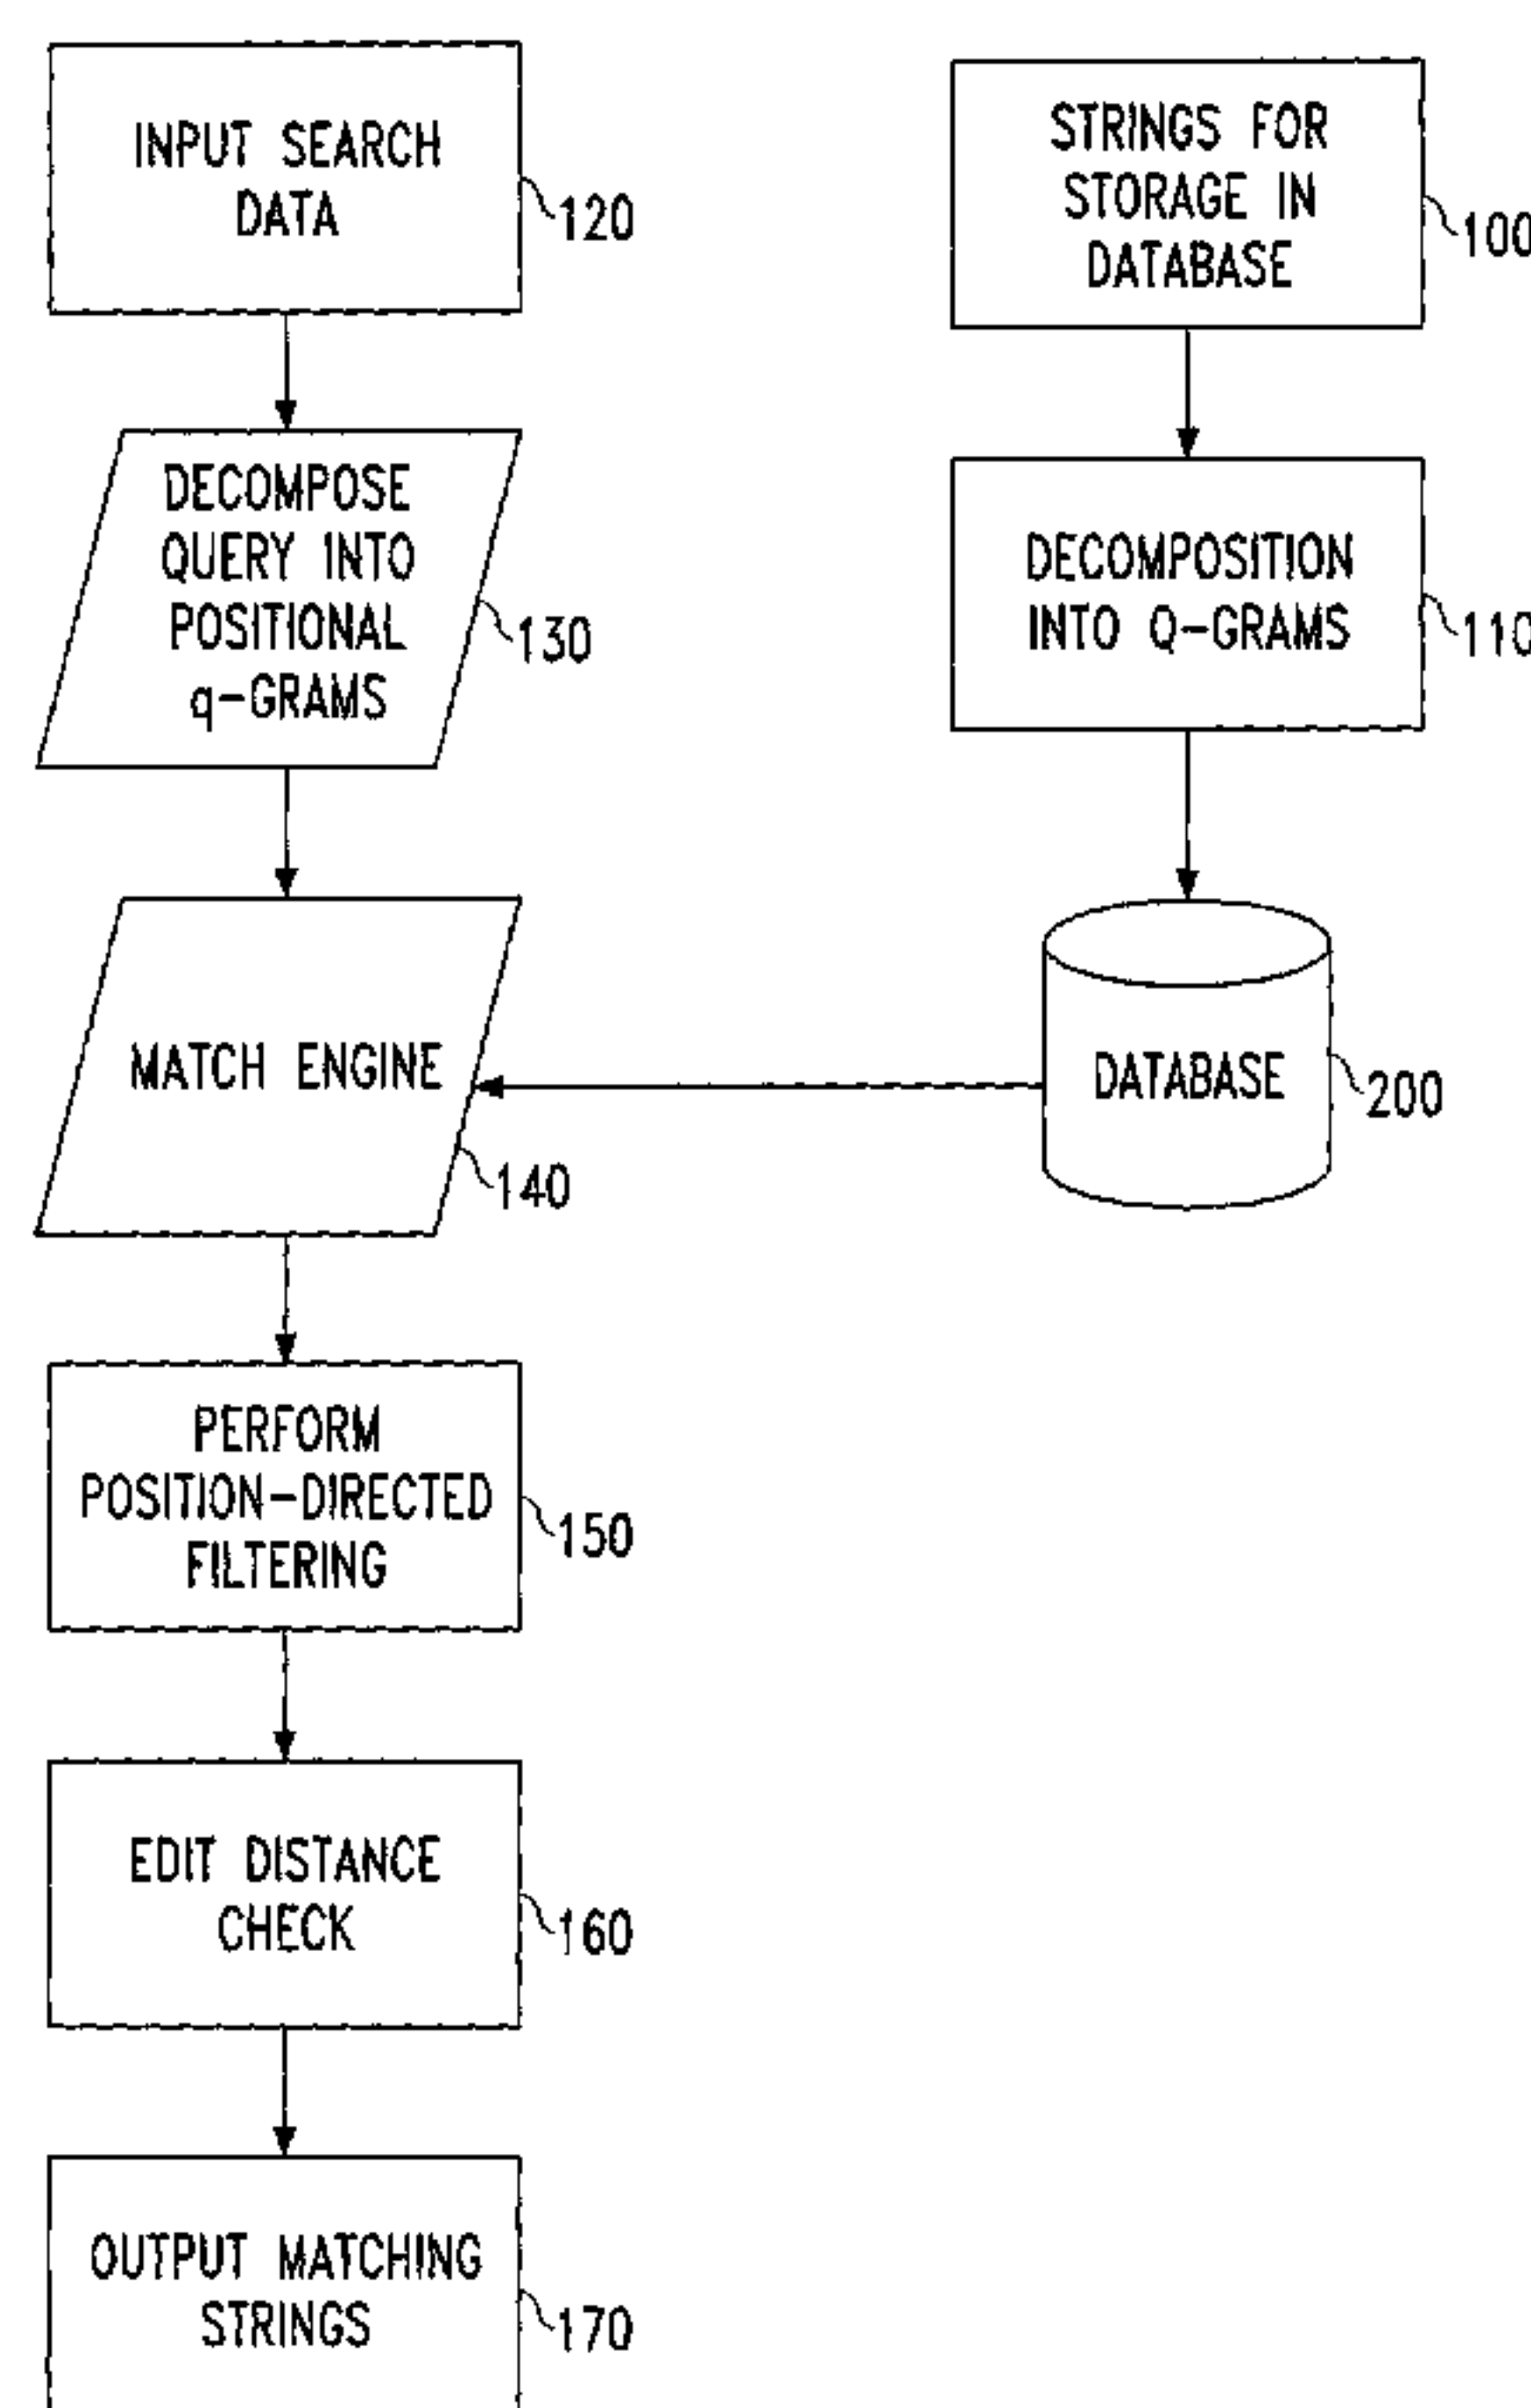 INPUT SEARCH
DATA
120
DECOMPOSE
QUERY INTO
POSITIONAL
q-GRAMS
130
MATCH ENGINE
140
PERFORM
POSITION-DIRECTED
FILTERING
150
EDIT DISTANCE
CHECK
160
OUTPUT MATCHING
STRINGS
170
STRINGS FOR
STORAGE IN
DATABASE
100
DECOMPOSITION
INTO Q-GRAMS
110
DATABASE
200